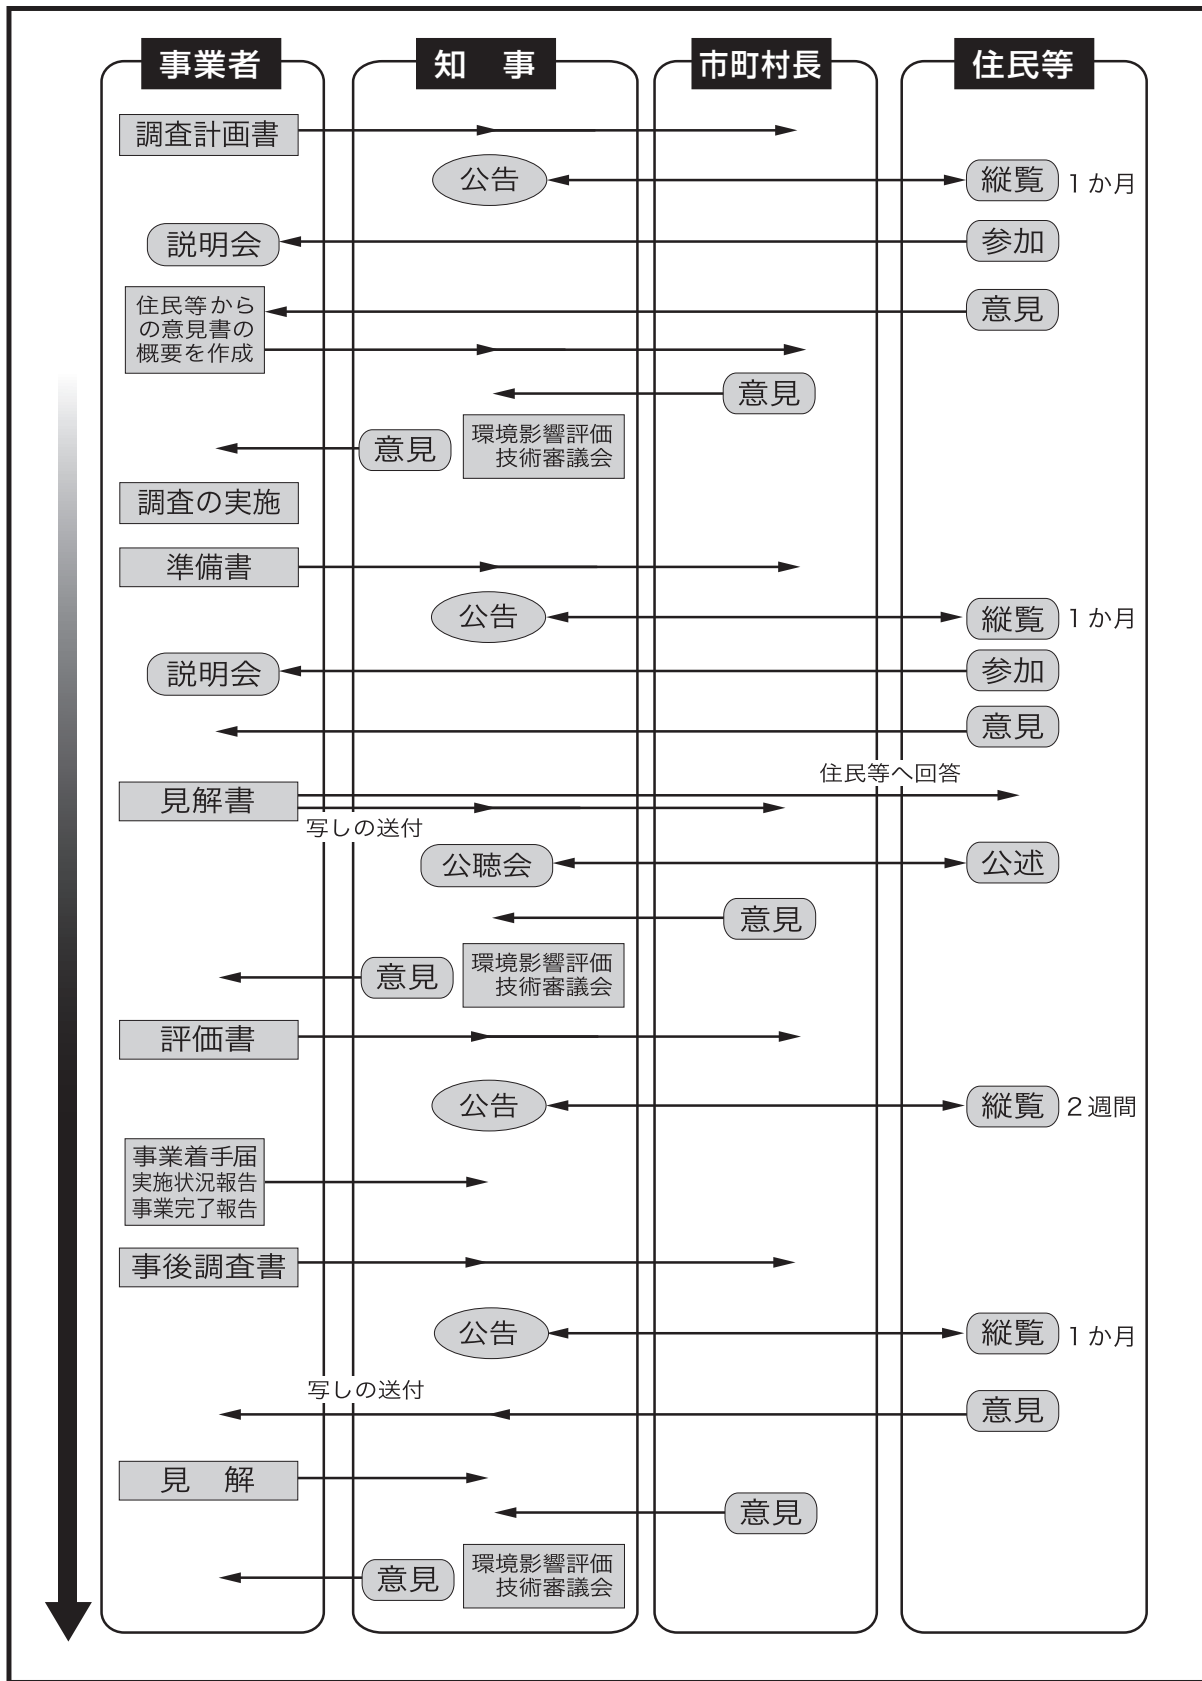 事業者
知　事
市町村長
住民等
調査計画書
公告
縦覧
1か月
説明会
参加
住民等から
の意見書の
概要を作成
意見
意見
意見
環境影響評価
技術審議会
調査の実施
準備書
公告
縦覧
1か月
説明会
参加
意見
住民等へ回答
見解書
写しの送付
公聴会
公述
意見
意見
環境影響評価
技術審議会
評価書
公告
縦覧
2週間
事業着手届
実施状況報告
事業完了報告
事後調査書
公告
縦覧
1か月
写しの送付
意見
見　解
意見
意見
環境影響評価
技術審議会